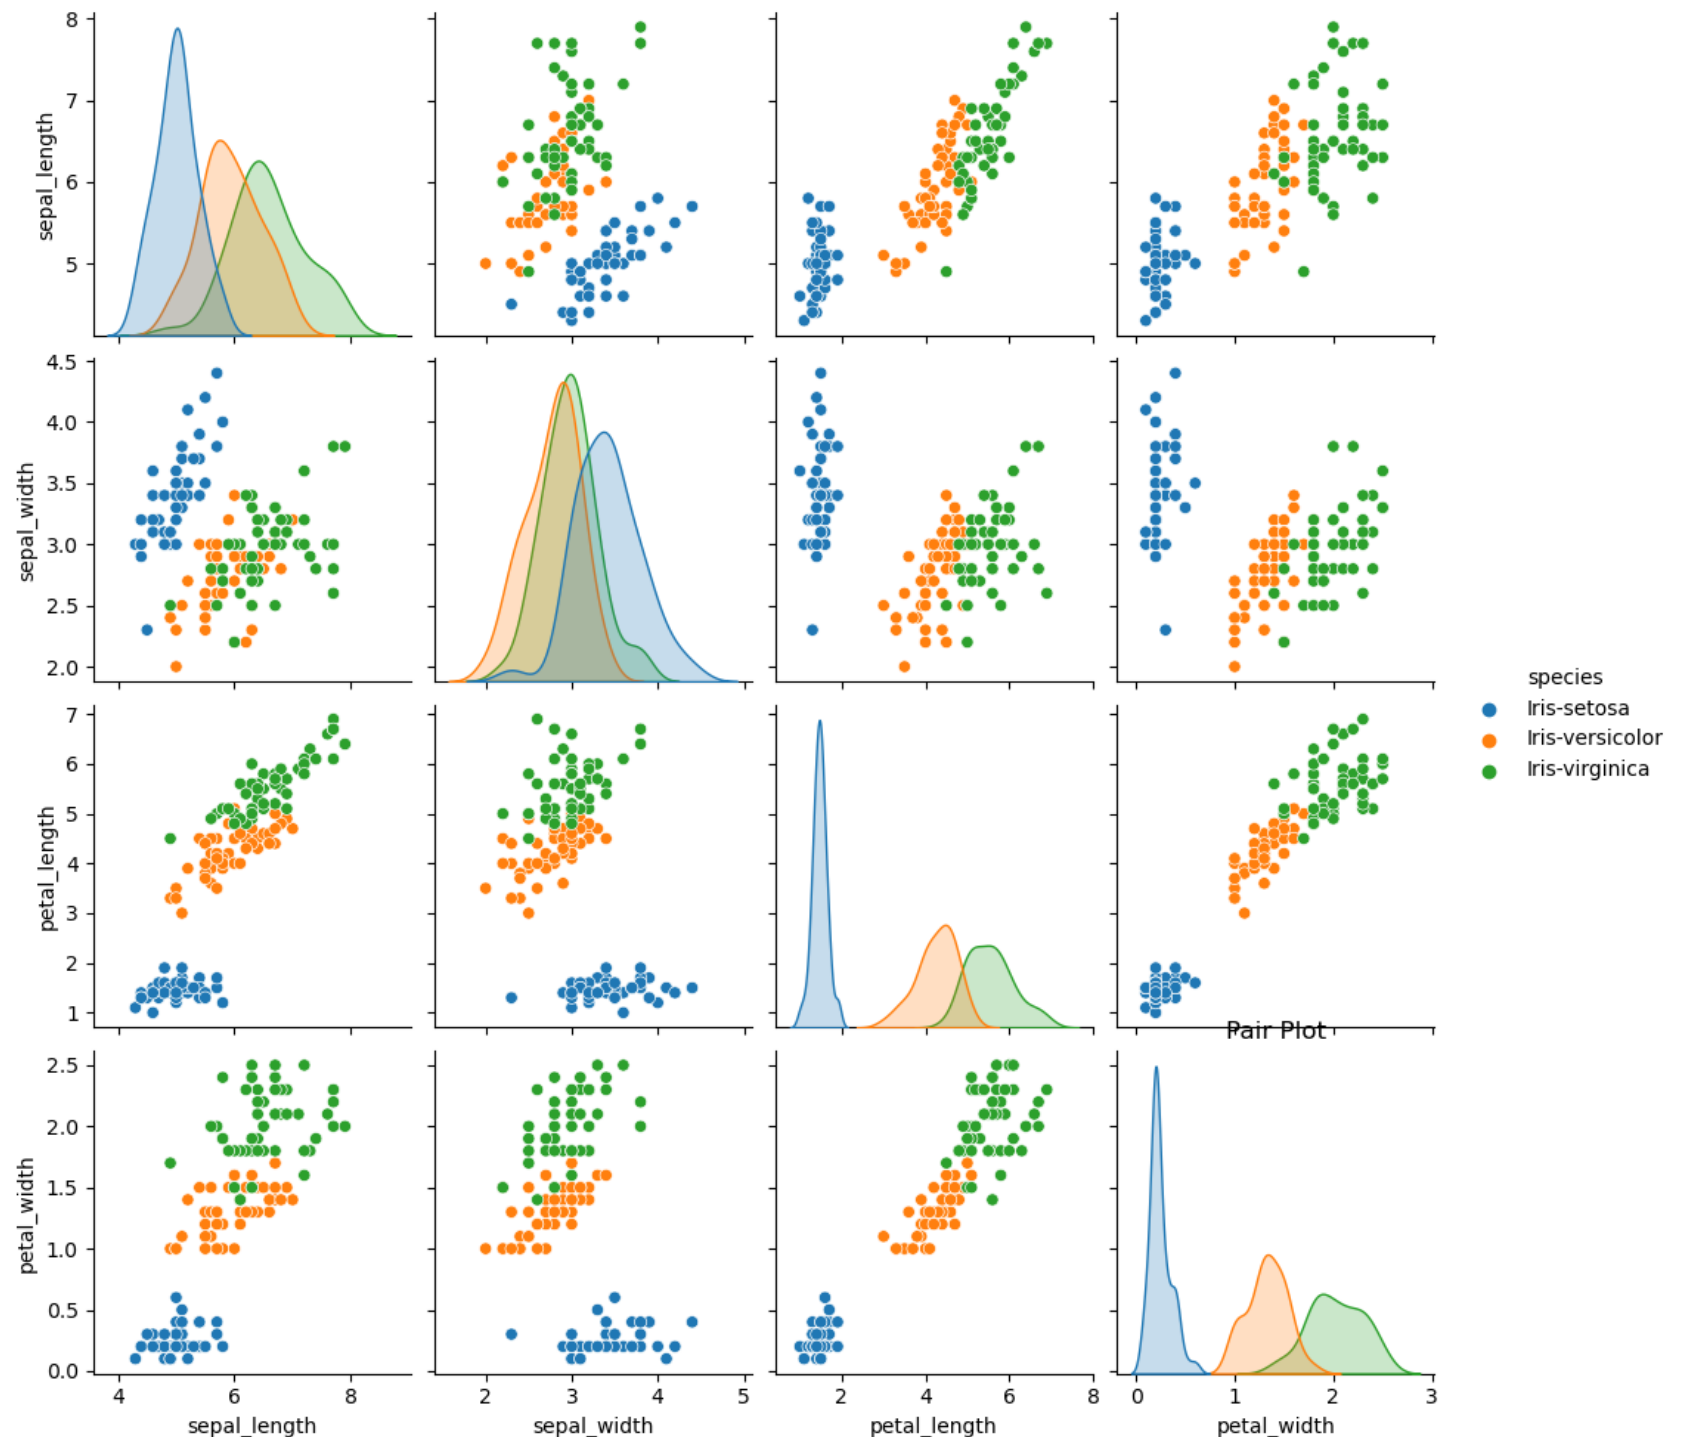 8
7
6
5
sepal_length
4.5
4.0
3.5
3.0
2.5
2.0
sepal_width
species
Iris-setosa
Iris-versicolor
Iris-virginica
7
6
5
4
3
2
1
petal_length
Pair Plot
2.5
2.0
1.5
1.0
0.5
0.0
petal_width
4 6 8 2 3 4 5 2 4 6 8 0 1 2 3
sepal_length sepal_width petal_length petal_width